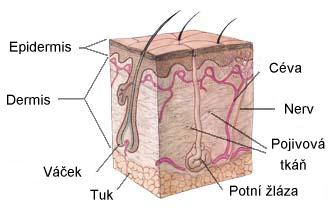 Epidermis
Dermis
Váček
Tuk
Céva
Nerv
Pojivová
tkáň
Potní žláza